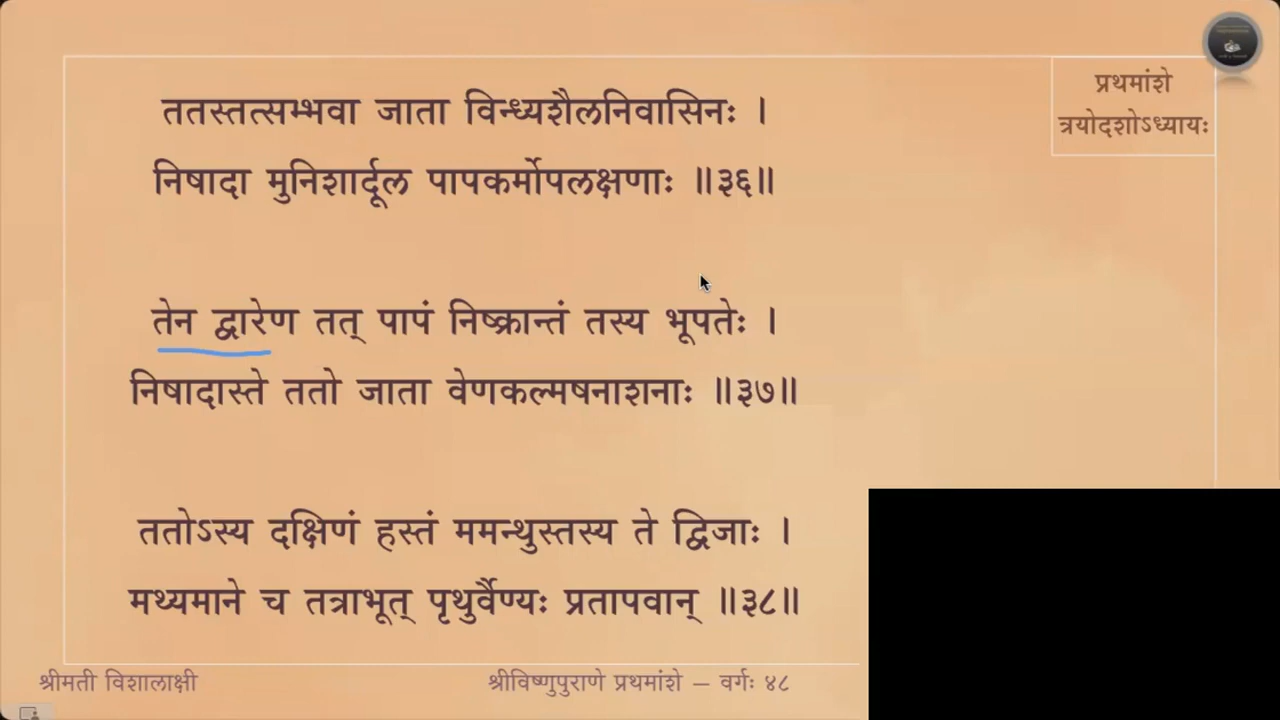 प्रथमांशे
त्रयोदशोऽध्यायः
ततस्तत्सम्भवा जाता विन्ध्यशैलनिवासिनः ।
निषादा मुनिशार्दूल पापकर्मोपलक्षणाः ॥३६॥
तेन द्वारेण तत् पापं निष्क्रान्तं तस्य भूपतेः ।
निषादास्ते ततो जाता वेणकल्मषनाशनाः ॥३७॥
ततोऽस्य दक्षिणं हस्तं ममन्थुस्तस्य ते द्विजाः ।
मथ्यमाने च तत्राभूत् पृथुर्वैण्यः प्रतापवान् ॥३८॥
श्रीमती विशालाक्षी
श्रीविष्णुपुराणे प्रथमांशे – वर्गः ४८